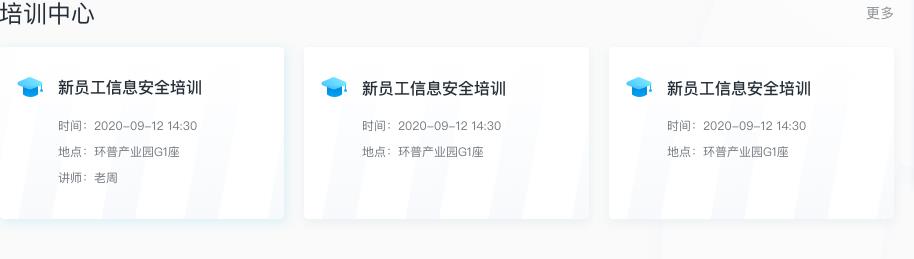 培训中心
更多
新员工信息安全培训
时间：2020-09-12 14:30
地点：环普产业园G1座
讲师：老周
新员工信息安全培训
时间：2020-09-12 14:30
地点：环普产业园G1座
新员工信息安全培训
时间：2020-09-12 14:30
地点：环普产业园G1座